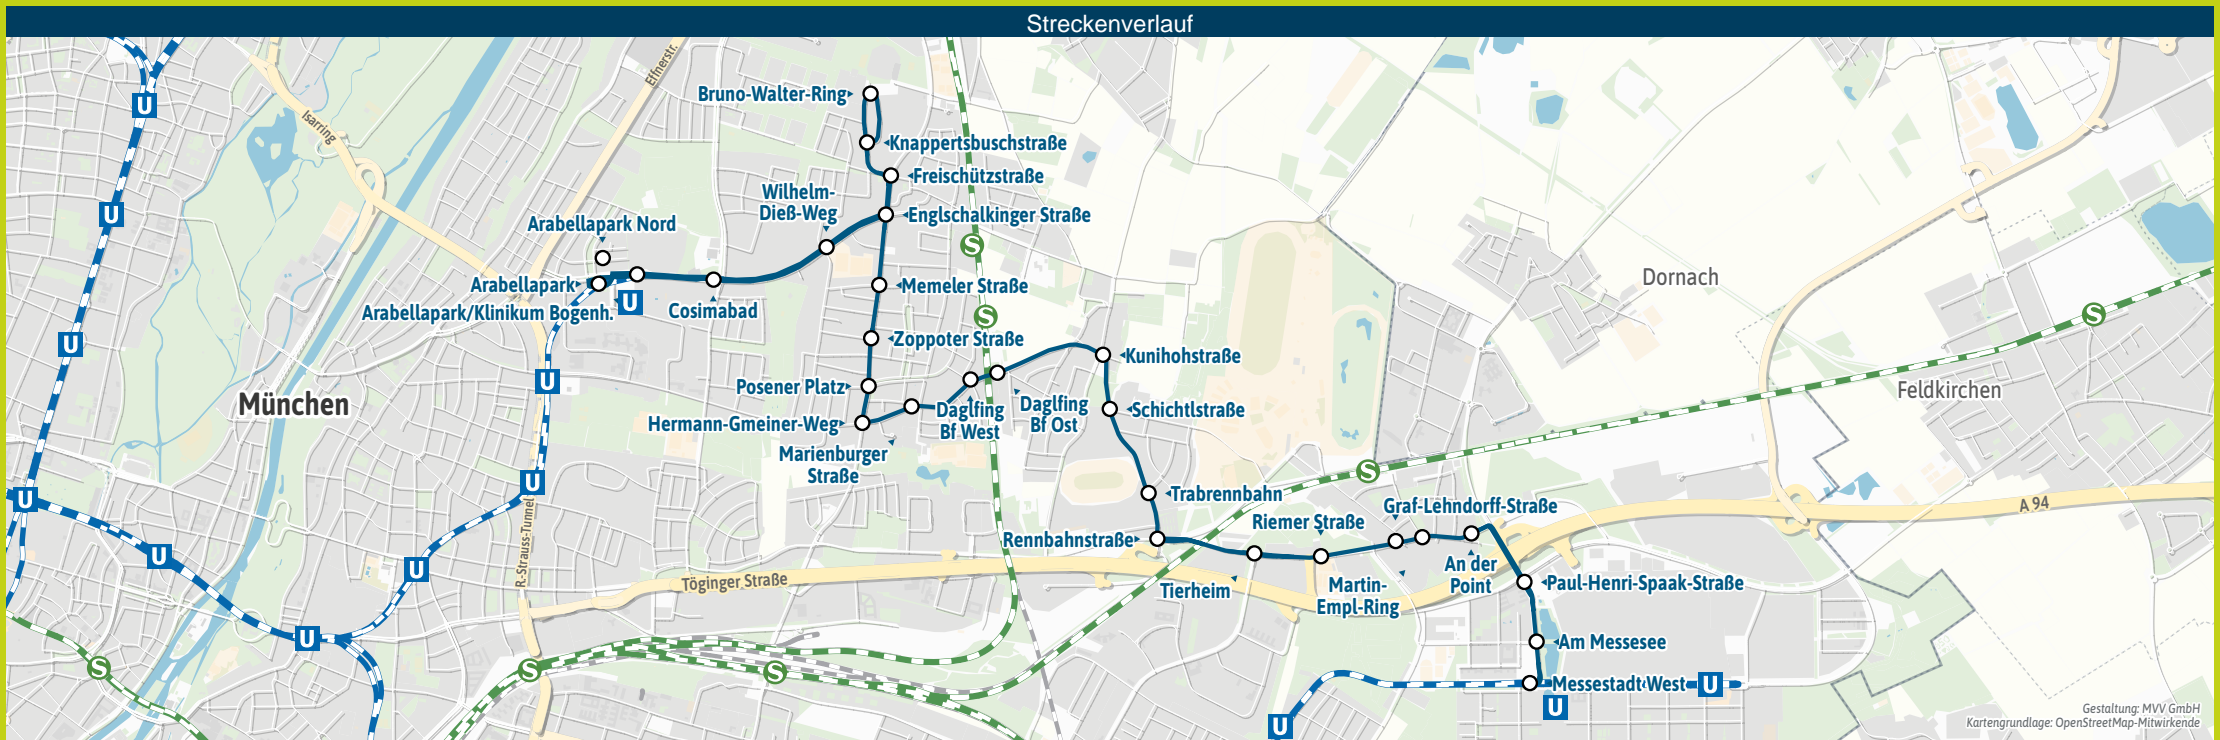 Streckenverlauf
U
Isarring
Effnerstr.
Bruno-Walter-Ring
Knappertsbuschstraße
Freischützstraße
Wilhelm-
Dieß-Weg
Englschalkinger Straße
U
Arabellapark Nord
S
Arabellapark
Memeler Straße
Dornach
Arabellapark/Klinikum Bogenh.
U
Cosimabad
S
S
Zoppoter Straße
U
Kunihohstraße
U
Posener Platz
Feldkirchen
München
Daglfing
Bf West
Daglfing
Bf Ost
Schichtlstraße
Hermann-Gmeiner-Weg
Marienburger
Straße
S
U
Trabrennbahn
U
Graf-Lehndorff-Straße
A 94
Riemer Straße
R.-Strauss-Tunnel
Rennbahnstraße
U
U
Töginger Straße
Tierheim
Martin-
Empl-Ring
An der
Point
Paul-Henri-Spaak-Straße
U
Am Messesee
S
S
S
Messestadt West
U
U
U
Gestaltung: MVV GmbH
Kartengrundlage: OpenStreetMap-Mitwirkende